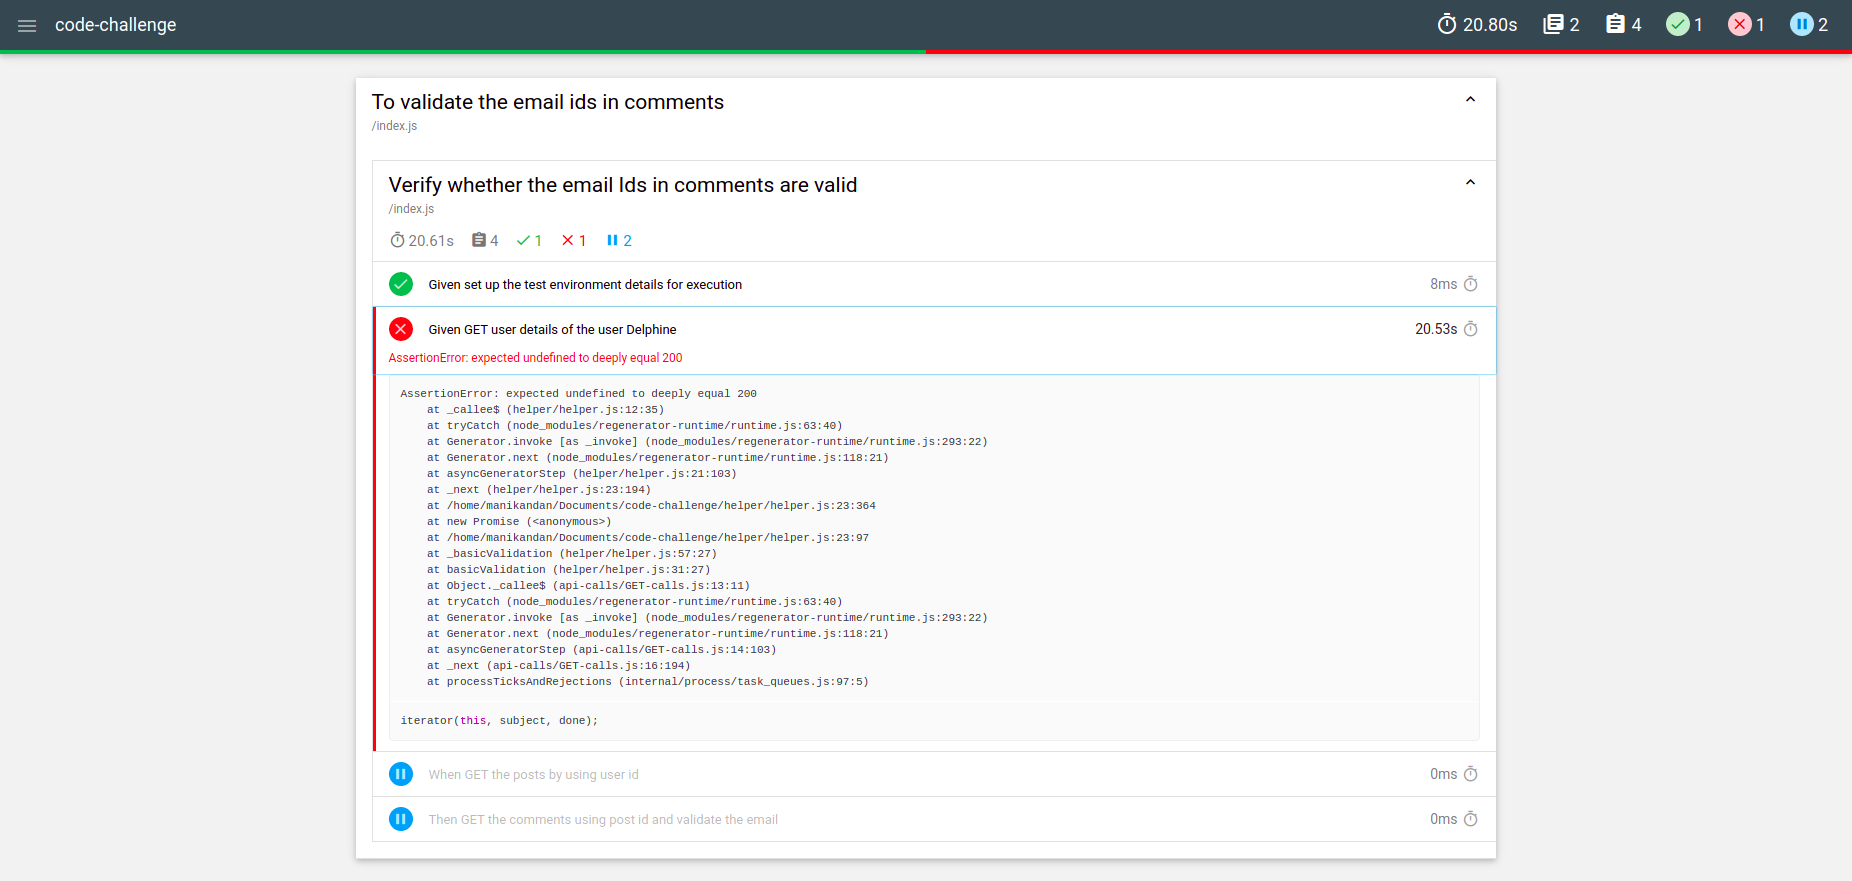 code-challenge
20.80s 2 4 1 1 2
To validate the email ids in comments
/index.js
Verify whether the email Ids in comments are valid
/index.js
20.61s 4 1 1 2
Given set up the test environment details for execution 8ms
Given GET user details of the user Delphine 20.53s
AssertionError: expected undefined to deeply equal 200
AssertionError: expected undefined to deeply equal 200
at _callee$ (helper/helper.js:12:35)
at tryCatch (node_modules/regenerator-runtime/runtime.js:63:40)
at Generator.invoke [as _invoke] (node_modules/regenerator-runtime/runtime.js:293:22)
at Generator.next (node_modules/regenerator-runtime/runtime.js:118:21)
at asyncGeneratorStep (helper/helper.js:21:103)
at _next (helper/helper.js:23:194)
at /home/manikandan/Documents/code-challenge/helper/helper.js:23:364
at new Promise (<anonymous>)
at /home/manikandan/Documents/code-challenge/helper/helper.js:23:97
at _basicValidation (helper/helper.js:57:27)
at basicValidation (helper/helper.js:31:27)
at Object._callee$ (api-calls/GET-calls.js:13:11)
at tryCatch (node_modules/regenerator-runtime/runtime.js:63:40)
at Generator.invoke [as _invoke] (node_modules/regenerator-runtime/runtime.js:293:22)
at Generator.next (node_modules/regenerator-runtime/runtime.js:118:21)
at asyncGeneratorStep (api-calls/GET-calls.js:14:103)
at _next (api-calls/GET-calls.js:16:194)
at processTicksAndRejections (internal/process/task_queues.js:97:5)
iterator(this, subject, done);
When GET the posts by using user id 0ms
Then GET the comments using post id and validate the email 0ms